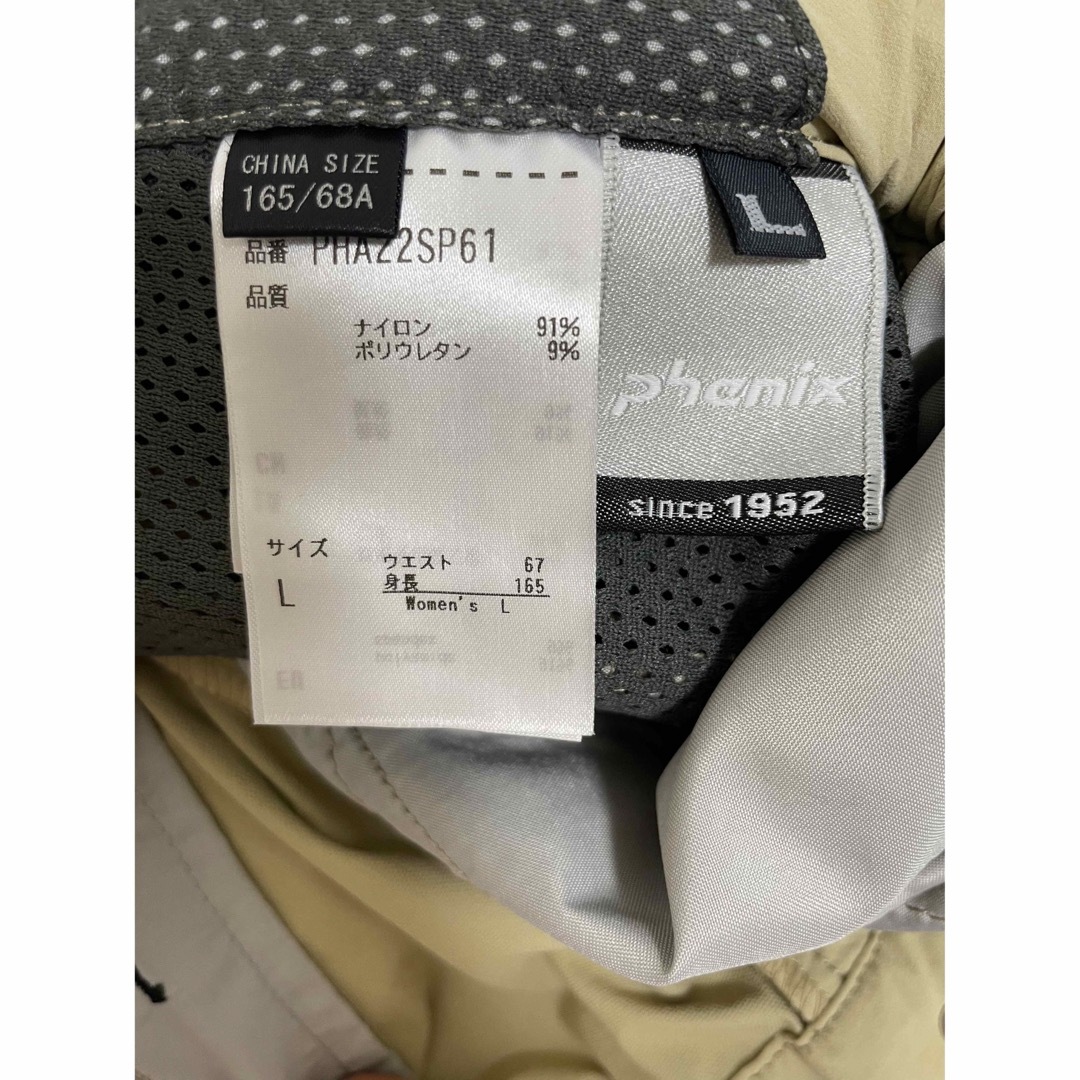 CHINA SIZE
165/68A
L
品番 PHA22SP61
品質
ナイロン 91%
ポリウレタン 9%
phenix
since 1952
サイズ
L
ウエスト 67
身長 165
Women's L